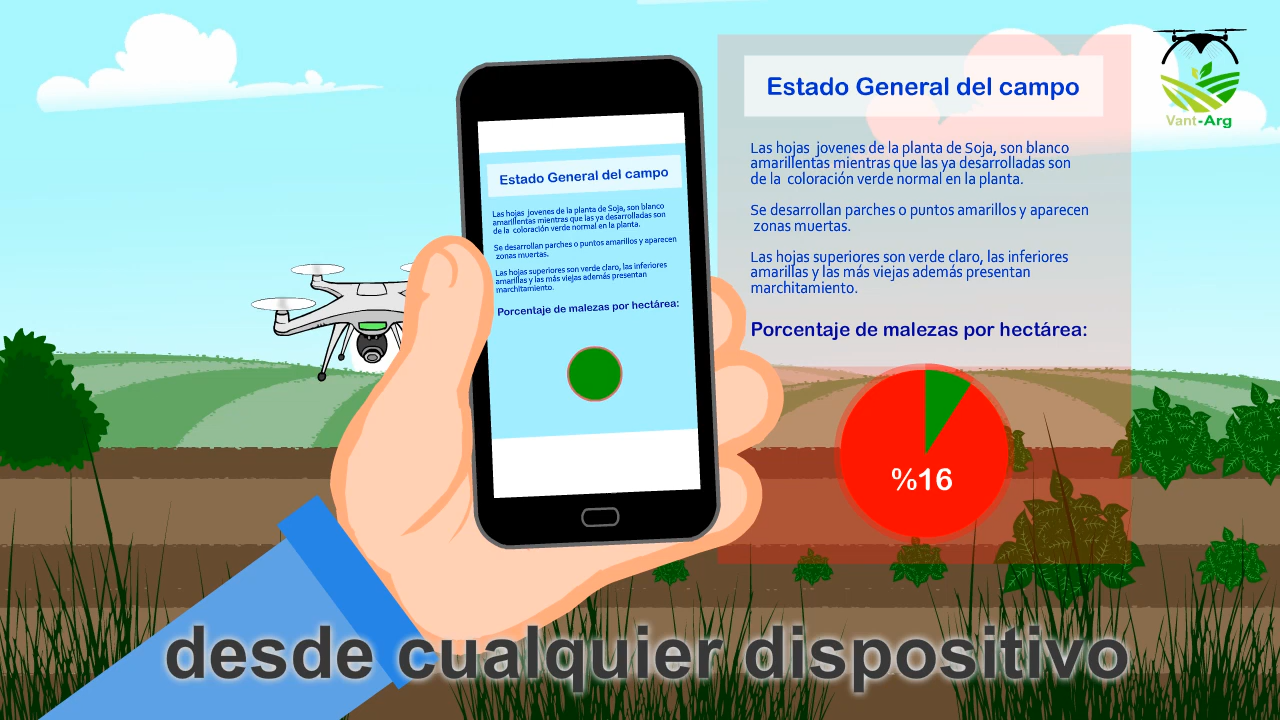 Estado General del campo
Las hojas jovenes de la planta de Soja, son blanco
amarillentas mientras que las ya desarrolladas son
de la coloración verde normal en la planta.
Se desarrollan parches o puntos amarillos y aparecen
zonas muertas.
Las hojas superiores son verde claro, las inferiores
amarillas y las más viejas además presentan
marchitamiento.
Porcentaje de malezas por hectárea:
Estado General del campo
Las hojas jovenes de la planta de Soja, son blanco
amarillentas mientras que las ya desarrolladas son
de la coloración verde normal en la planta.
Se desarrollan parches o puntos amarillos y aparecen
zonas muertas.
Las hojas superiores son verde claro, las inferiores
amarillas y las más viejas además presentan
marchitamiento.
Porcentaje de malezas por hectárea:
%16
Vant-Arg
desde cualquier dispositivo